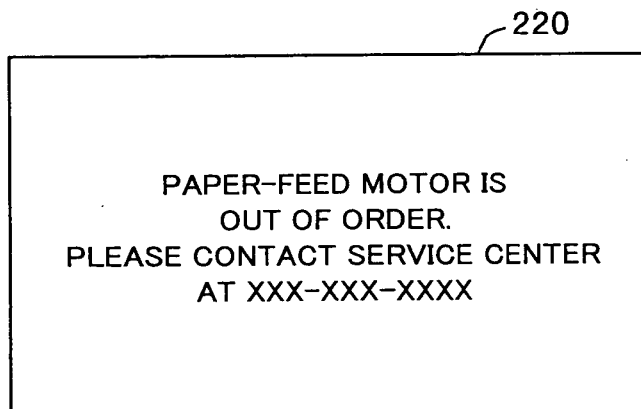 220
PAPER-FEED MOTOR IS
OUT OF ORDER.
PLEASE CONTACT SERVICE CENTER
AT XXX-XXX-XXXX